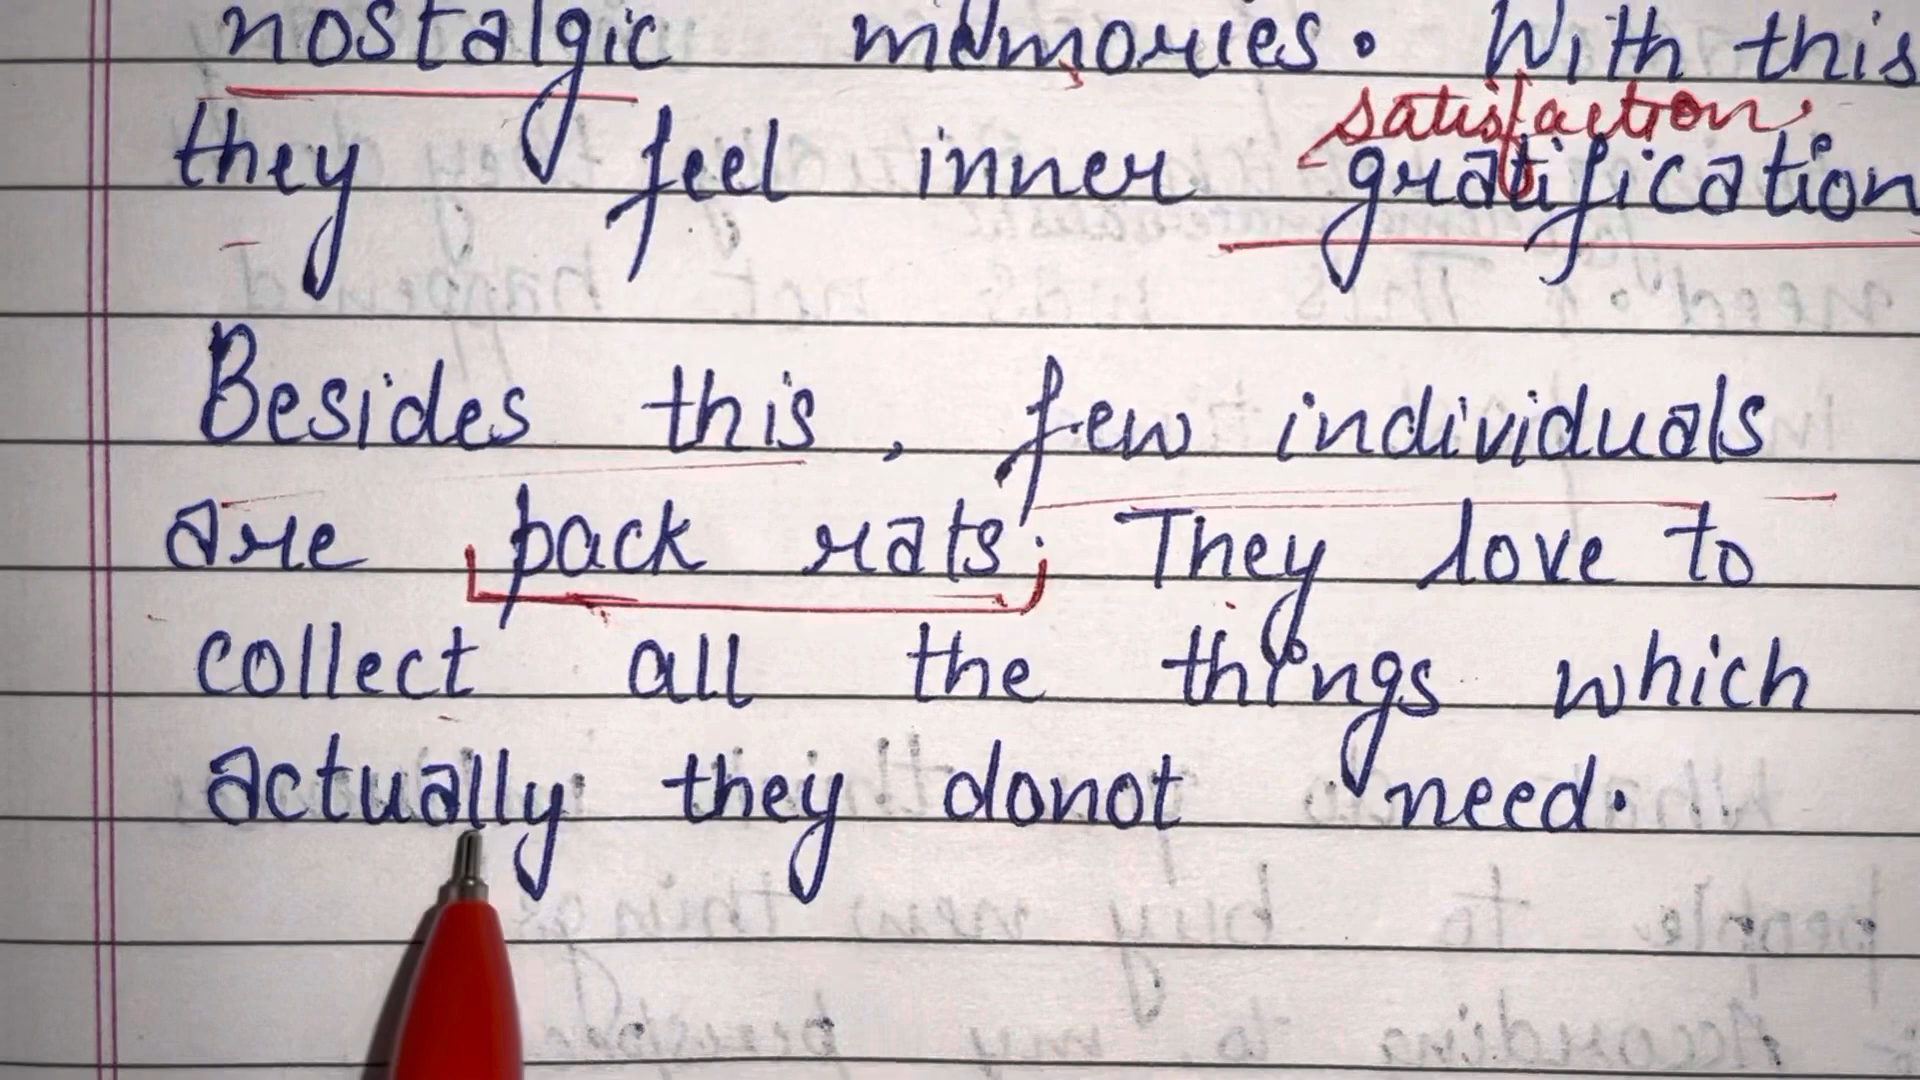 nostalgic memories. With this
satisfaction
they feel inner gratification
Besides this, few individuals
are pack rats. They love to
collect all the things which
actually they donot need.